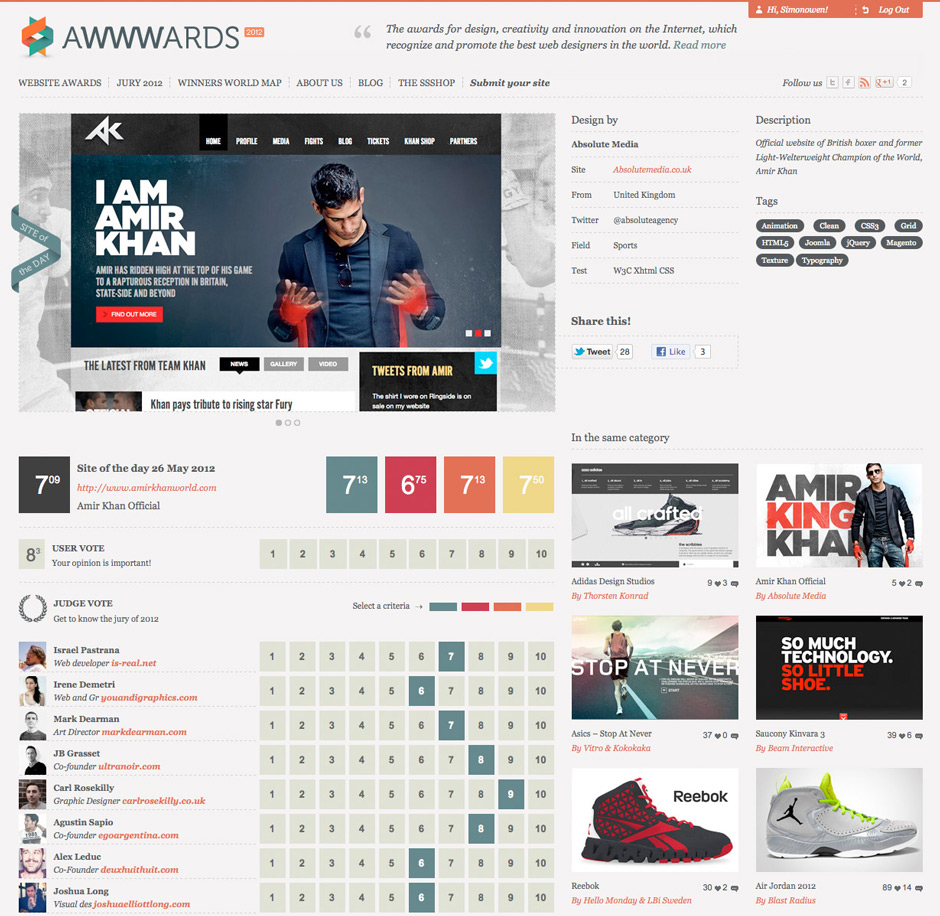 Hi, Simonowen!
Log Out
AWWWARDS 2012
The awards for design, creativity and innovation on the Internet, which
recognize and promote the best web designers in the world. Read more
WEBSITE AWARDS
JURY 2012
WINNERS WORLD MAP
ABOUT US
BLOG
THE SSSHOP
Submit your site
Follow us
+1
2
SITE of
the DAY
AK
HOME
PROFILE
MEDIA
FIGHTS
BLOG
TICKETS
KHAN SHOP
PARTNERS
I AM
AMIR
KHAN
AMIR HAS RIDDEN HIGH AT THE TOP OF HIS GAME
TO A RAPTUROUS RECEPTION IN BRITAIN,
STATE-SIDE AND BEYOND
FIND OUT MORE
THE LATEST FROM TEAM KHAN
NEWS
GALLERY
VIDEO
Khan pays tribute to rising star Fury
TWEETS FROM AMIR
The shirt I wore on Ringside is on
sale on my website
Design by
Absolute Media
Site Absolutemedia.co.uk
From United Kingdom
Twitter @absoluteagency
Field Sports
Test W3C Xhtml CSS
Share this!
Tweet 28
Like 3
Description
Official website of British boxer and former
Light-Welterweight Champion of the World,
Amir Khan
Tags
Animation Clean CSS3 Grid
HTML5 Joomla jQuery Magento
Texture Typography
7.09
Site of the day 26 May 2012
http://www.amirkhanworld.com
Amir Khan Official
7.13
6.75
7.13
7.50
8.3
USER VOTE
Your opinion is important!
1 2 3 4 5 6 7 8 9 10
JUDGE VOTE
Get to know the jury of 2012
Select a criteria →
Israel Pastrana
Web developer is-real.net
1 2 3 4 5 6 7 8 9 10
Irene Demetri
Web and Gr youandigraphics.com
1 2 3 4 5 6 7 8 9 10
Mark Dearman
Art Director markdearman.com
1 2 3 4 5 6 7 8 9 10
JB Grasset
Co-founder ultranoir.com
1 2 3 4 5 6 7 8 9 10
Carl Rosekilly
Graphic Designer carlrosekilly.co.uk
1 2 3 4 5 6 7 8 9 10
Agustin Sapio
Co-founder egoargentina.com
1 2 3 4 5 6 7 8 9 10
Alex Leduc
Co-founder deuxhuithuit.com
1 2 3 4 5 6 7 8 9 10
Joshua Long
Visual des joshuaelliottlong.com
1 2 3 4 5 6 7 8 9 10
In the same category
all crafted
Adidas Design Studios 9 3
By Thorsten Konrad
AMIR
KING
KHAN
Amir Khan Official 5 2
By Absolute Media
STOP AT NEVER
START
Asics – Stop At Never 37 0
By Vitro & Kokokaka
SO MUCH
TECHNOLOGY.
SO LITTLE
SHOE.
Saucony Kinvara 3 39 6
By Beam Interactive
Reebok
Reebok 30 2
By Hello Monday & LBi Sweden
Air Jordan 2012 89 14
By Blast Radius